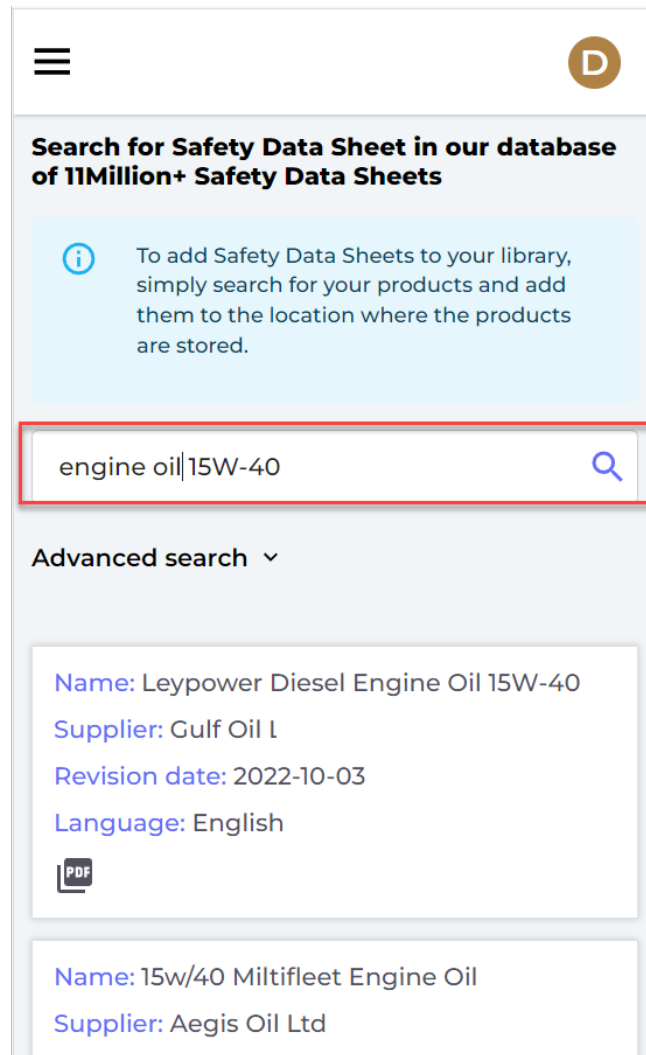 D
Search for Safety Data Sheet in our database
of 11Million+ Safety Data Sheets
To add Safety Data Sheets to your library,
simply search for your products and add
them to the location where the products
are stored.
engine oil 15W-40
Advanced search
Name: Leypower Diesel Engine Oil 15W-40
Supplier: Gulf Oil L
Revision date: 2022-10-03
Language: English
PDF
Name: 15w/40 Miltifleet Engine Oil
Supplier: Aegis Oil Ltd